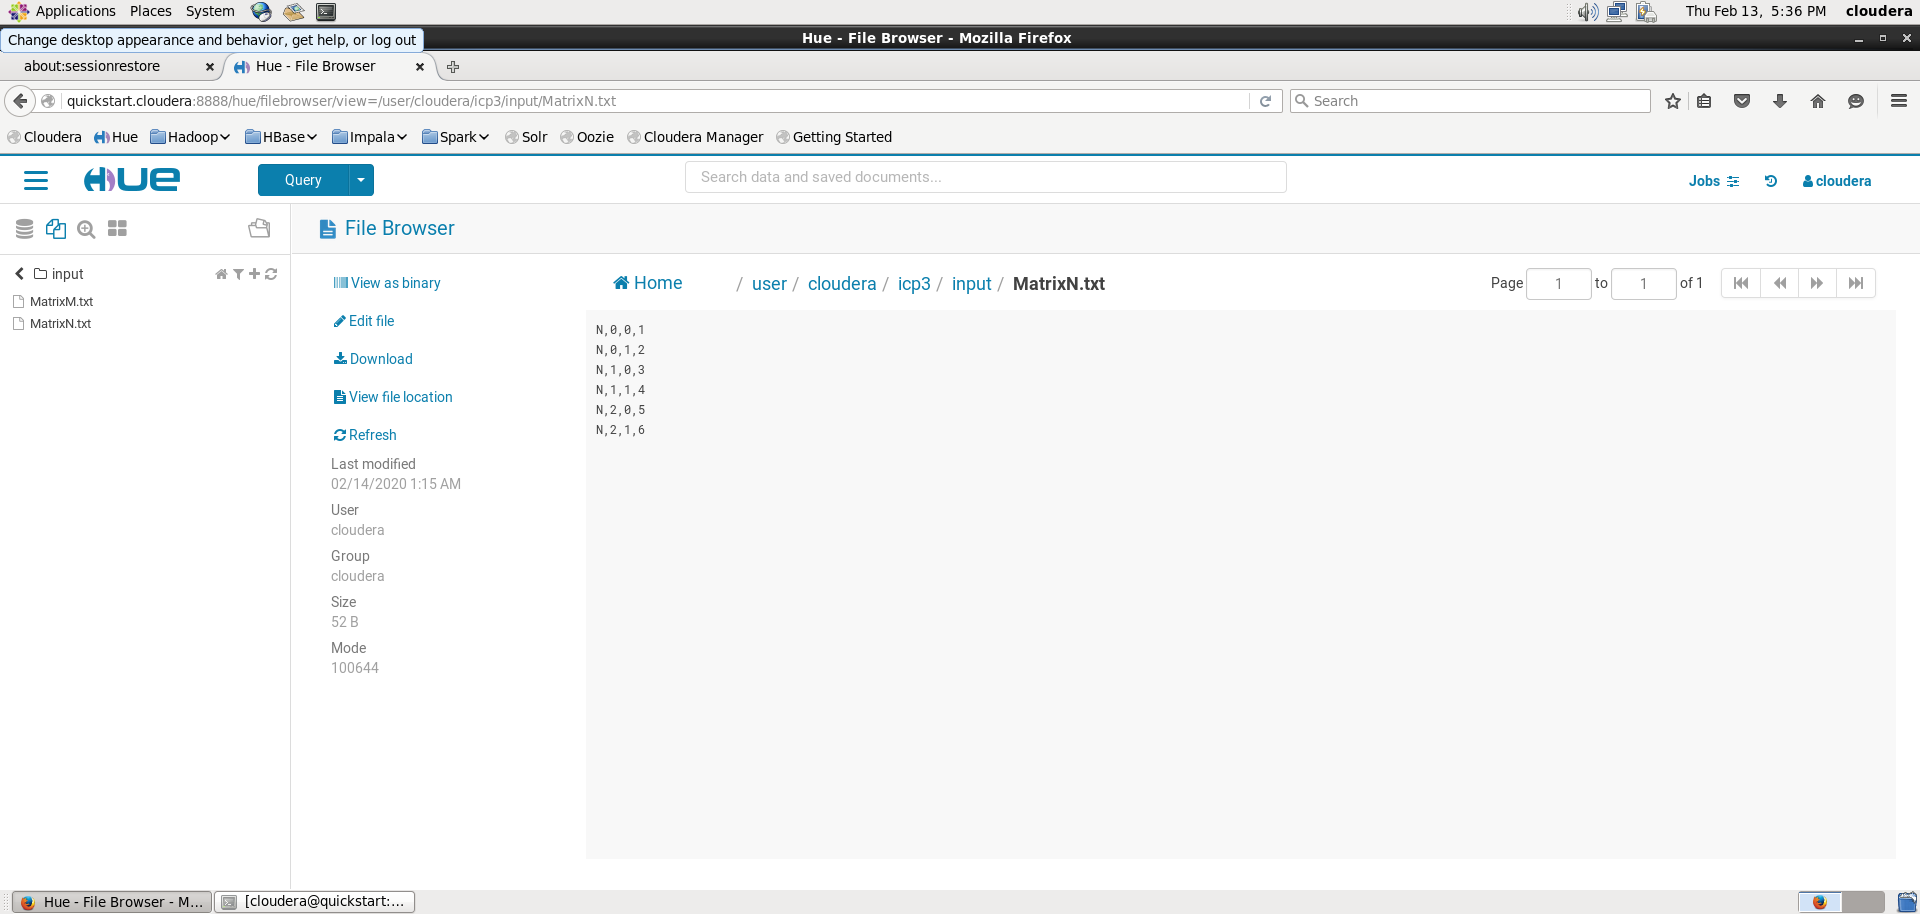 Applications Places System Thu Feb 13, 5:36 PM cloudera
Change desktop appearance and behavior, get help, or log out
Hue - File Browser - Mozilla Firefox
about:sessionrestore Hue - File Browser
quickstart.cloudera:8888/hue/filebrowser/view=/user/cloudera/icp3/input/MatrixN.txt Search
Cloudera Hue Hadoop HBase Impala Spark Solr Oozie Cloudera Manager Getting Started
HUE Query Search data and saved documents... Jobs cloudera
File Browser
input
MatrixM.txt
MatrixN.txt
View as binary
Edit file
Download
View file location
Refresh
Last modified
02/14/2020 1:15 AM
User
cloudera
Group
cloudera
Size
52 B
Mode
100644
Home / user / cloudera / icp3 / input / MatrixN.txt
Page 1 to 1 of 1
N,0,0,1
N,0,1,2
N,1,0,3
N,1,1,4
N,2,0,5
N,2,1,6
Hue - File Browser - M... [cloudera@quickstart:...